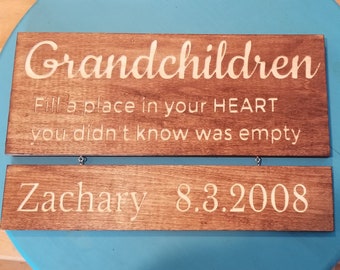 Grandchildren
Fill a place in your HEART
you didn't know was empty
Zachary 8.3.2008